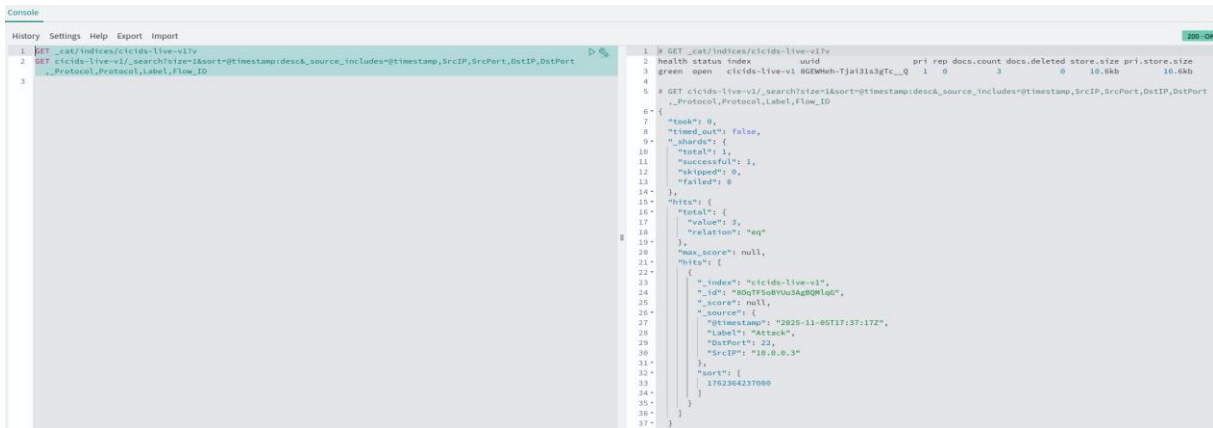 Console
History Settings Help Export Import
200 - OK
1 GET _cat/indices/cicids-live-v1?v
2 GET cicids-live-v1/_search?size=1&sort=@timestamp:desc&_source_includes=@timestamp,SrcIP,SrcPort,DstIP,DstPort
,_Protocol,Protocol,Label,Flow_ID
3
1 # GET _cat/indices/cicids-live-v1?v
2 health status index uuid pri rep docs.count docs.deleted store.size pri.store.size
3 green open cicids-live-v1 1 0 3 0 10.6kb 10.6kb
4
5 # GET cicids-live-v1/_search?size=1&sort=@timestamp:desc&_source_includes=@timestamp,SrcIP,SrcPort,DstIP,DstPort
,_Protocol,Protocol,Label,Flow_ID
6 {
7 "took": 0,
8 "timed_out": false,
9 "_shards": {
10 "total": 1,
11 "successful": 1,
12 "skipped": 0,
13 "failed": 0
14 },
15 "hits": {
16 "total": {
17 "value": 3,
18 "relation": "eq"
19 },
20 "max_score": null,
21 "hits": [
22 {
23 "_index": "cicids-live-v1",
24 "_id":
25 "_score": null,
26 "_source": {
27 "@timestamp": "2025-11-05T17:37:17Z",
28 "Label": "Attack",
29 "DstPort": 22,
30 "SrcIP": "10.0.0.3"
31 },
32 "sort": [
33 1762364237000
34 ]
35 }
36 ]
37 }